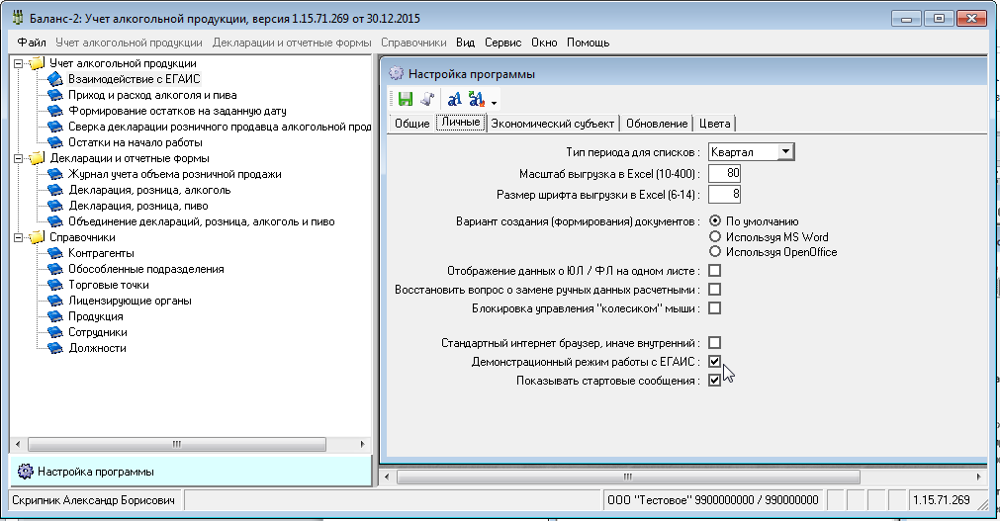 Баланс-2: Учет алкогольной продукции, версия 1.15.71.269 от 30.12.2015
Файл Учет алкогольной продукции Декларации и отчетные формы Справочники Вид Сервис Окно Помощь
Учет алкогольной продукции
Взаимодействие с ЕГАИС
Приход и расход алкоголя и пива
Формирование остатков на заданную дату
Сверка декларации розничного продавца алкогольной прод
Остатки на начало работы
Декларации и отчетные формы
Журнал учета объема розничной продажи
Декларация, розница, алкоголь
Декларация, розница, пиво
Объединение деклараций, розница, алкоголь и пиво
Справочники
Контрагенты
Обособленные подразделения
Торговые точки
Лицензирующие органы
Продукция
Сотрудники
Должности
Настройка программы
Настройка программы
Общие Личные Экономический субъект Обновление Цвета
Тип периода для списков : Квартал
Масштаб выгрузка в Excel (10-400) : 80
Размер шрифта выгрузки в Excel (6-14) : 8
Вариант создания (формирования) документов : По умолчанию
Используя MS Word
Используя OpenOffice
Отображение данных о ЮЛ / ФЛ на одном листе :
Восстановить вопрос о замене ручных данных расчетными :
Блокировка управления "колесиком" мыши :
Стандартный интернет браузер, иначе внутренний :
Демонстрационный режим работы с ЕГАИС :
Показывать стартовые сообщения :
Скрипник Александр Борисович ООО "Тестовое" 9900000000 / 990000000 1.15.71.269